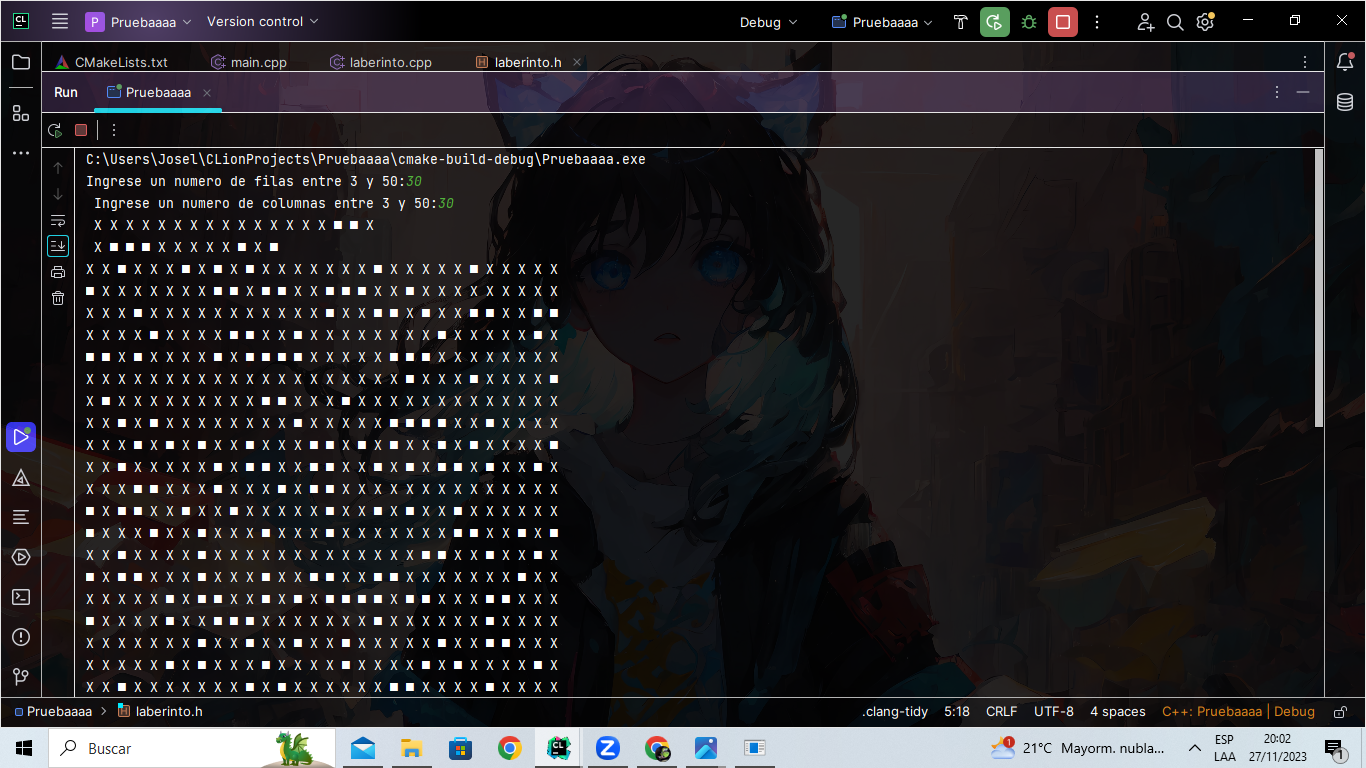 Pruebaaaa
Version control
Debug
Pruebaaaa
CMakeLists.txt
main.cpp
laberinto.cpp
laberinto.h
Run
Pruebaaaa
C:\Users\Josel\CLionProjects\Pruebaaaa\cmake-build-debug\Pruebaaaa.exe
Ingrese un numero de filas entre 3 y 50:30
Ingrese un numero de columnas entre 3 y 50:30
X X X X X X X X X X X X X X X ■ ■ X
X ■ ■ ■ X X X X X ■ X ■
X X ■ X X X ■ X ■ X ■ X X X X X X X ■ X X X X X ■ X X X X X
■ X X X X X X X ■ ■ X ■ ■ X X ■ ■ ■ X X ■ X X X X X X X X X
X X X ■ X X X X X X X X X X X ■ X X ■ ■ X ■ X X ■ ■ X X ■ ■
X X X X ■ X X X X ■ ■ X X ■ X X X X X X X X ■ X X X X X ■ X
■ ■ X ■ X X X X ■ X ■ ■ ■ ■ X X X X X ■ ■ ■ X X X X X X X X
X X X X X X X X X X X X X X X X X X X X ■ X X X ■ X X X X ■
X ■ X X X X X X X X X ■ ■ X X X ■ X X X X X X X X X X X X X
X X ■ X ■ X X X X X X X X ■ X X X X X ■ ■ ■ ■ X X ■ X X X X
X X X ■ X ■ X ■ X X ■ X X X ■ ■ X ■ X ■ X X ■ X ■ X X X X ■
X X ■ X X X X X ■ X ■ ■ X X ■ ■ X X ■ X ■ X ■ ■ X ■ X X ■ X
X X X ■ ■ X X X ■ X X X ■ X ■ ■ X X X X X X X X X X X X X X
■ X ■ ■ X X ■ X X ■ X X X X X ■ X X ■ X ■ X X ■ X X X X X X
■ X X X ■ X X ■ X X X ■ X X X ■ X X X X X X X ■ ■ X X ■ X ■
X X ■ X X X X ■ X X X X X X X X X X X X X ■ ■ X X ■ X X ■ X
■ X ■ ■ X X X ■ X X X ■ X X ■ ■ X X ■ ■ X X X X X X X ■ X X
X X X X X ■ X ■ ■ X X ■ X ■ X ■ ■ ■ ■ X ■ ■ X X X ■ ■ X X X
■ X X X X ■ X X ■ ■ ■ X X X X X X X ■ X X X X X X ■ X X X X
X X X X X X X ■ X X ■ X X ■ X X ■ X X X X X ■ X X ■ ■ X X X
X X X X X ■ X ■ X X X ■ X X X X ■ X X X X ■ X ■ X X X X ■ X
X X ■ X X X X X X X ■ X ■ X X X X X X ■ ■ X X X X ■ X X X X
Pruebaaaa
laberinto.h
.clang-tidy
5:18
CRLF
UTF-8
4 spaces
C++: Pruebaaaa | Debug
Buscar
21°C Mayorm. nubla...
ESP
LAA
20:02
27/11/2023